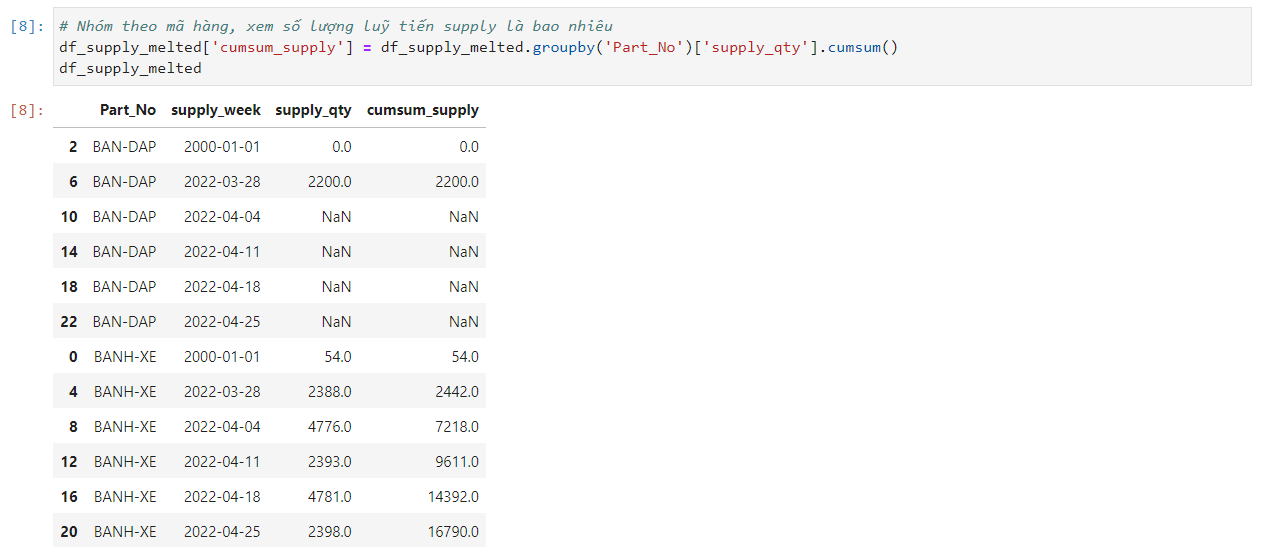 [8]: # Nhóm theo mã hàng, xem số lượng luỹ tiến supply là bao nhiêu
df_supply_melted['cumsum_supply'] = df_supply_melted.groupby('Part_No')['supply_qty'].cumsum()
df_supply_melted
[8]: Part_No supply_week supply_qty cumsum_supply
2 BAN-DAP 2000-01-01 0.0 0.0
6 BAN-DAP 2022-03-28 2200.0 2200.0
10 BAN-DAP 2022-04-04 NaN NaN
14 BAN-DAP 2022-04-11 NaN NaN
18 BAN-DAP 2022-04-18 NaN NaN
22 BAN-DAP 2022-04-25 NaN NaN
0 BANH-XE 2000-01-01 54.0 54.0
4 BANH-XE 2022-03-28 2388.0 2442.0
8 BANH-XE 2022-04-04 4776.0 7218.0
12 BANH-XE 2022-04-11 2393.0 9611.0
16 BANH-XE 2022-04-18 4781.0 14392.0
20 BANH-XE 2022-04-25 2398.0 16790.0